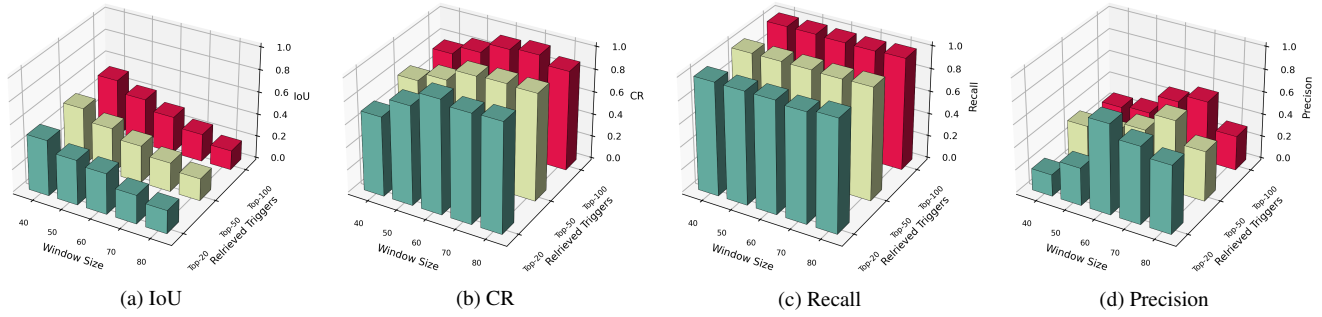 1.0
0.8
0.6
0.4
0.2
0.0
IoU
40
50
60
70
80
Window Size
Top-20
Top-50
Top-100
Relrieved Triggers
(a) IoU
1.0
0.8
0.6
0.4
0.2
0.0
CR
40
50
60
70
80
Window Size
Top-20
Top-50
Top-100
Relrieved Triggers
(b) CR
1.0
0.8
0.6
0.4
0.2
0.0
Recall
40
50
60
70
80
Window Size
Top-20
Top-50
Top-100
Relrieved Triggers
(c) Recall
1.0
0.8
0.6
0.4
0.2
0.0
Precison
40
50
60
70
80
Window Size
Top-20
Top-50
Top-100
Relrieved Triggers
(d) Precision